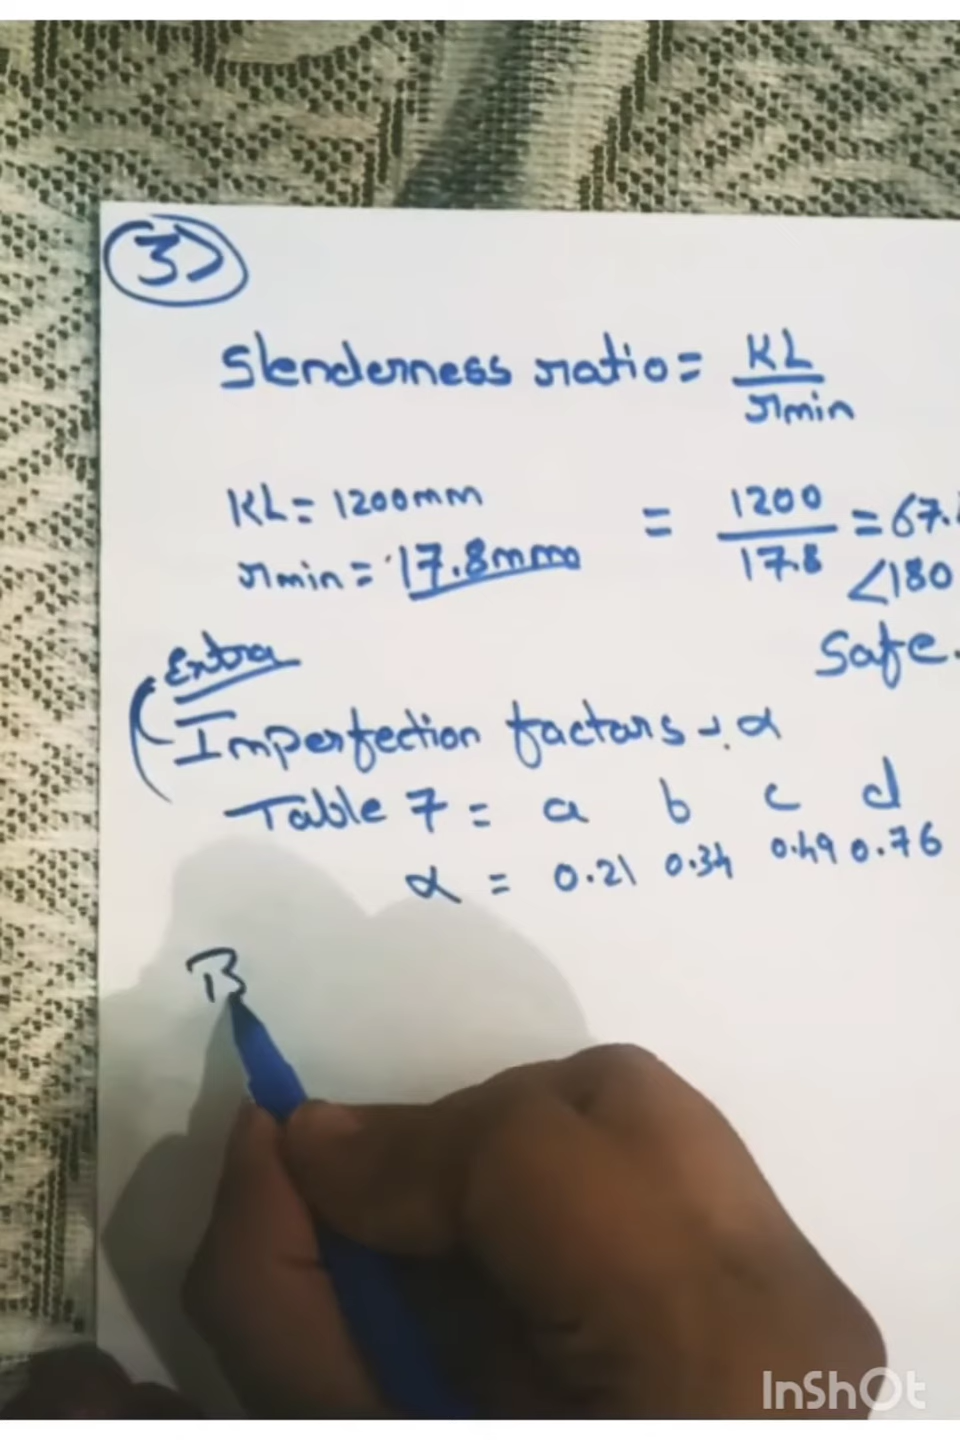 3>
Slenderness ratio = KL / rmin
KL = 1200mm = 1200 / 17.8 = 67.
rmin = 17.8mm <180
Safe.
Extra
Imperfection factors → α
Table 7 = a b c d
α = 0.21 0.34 0.49 0.76
B
InShOt